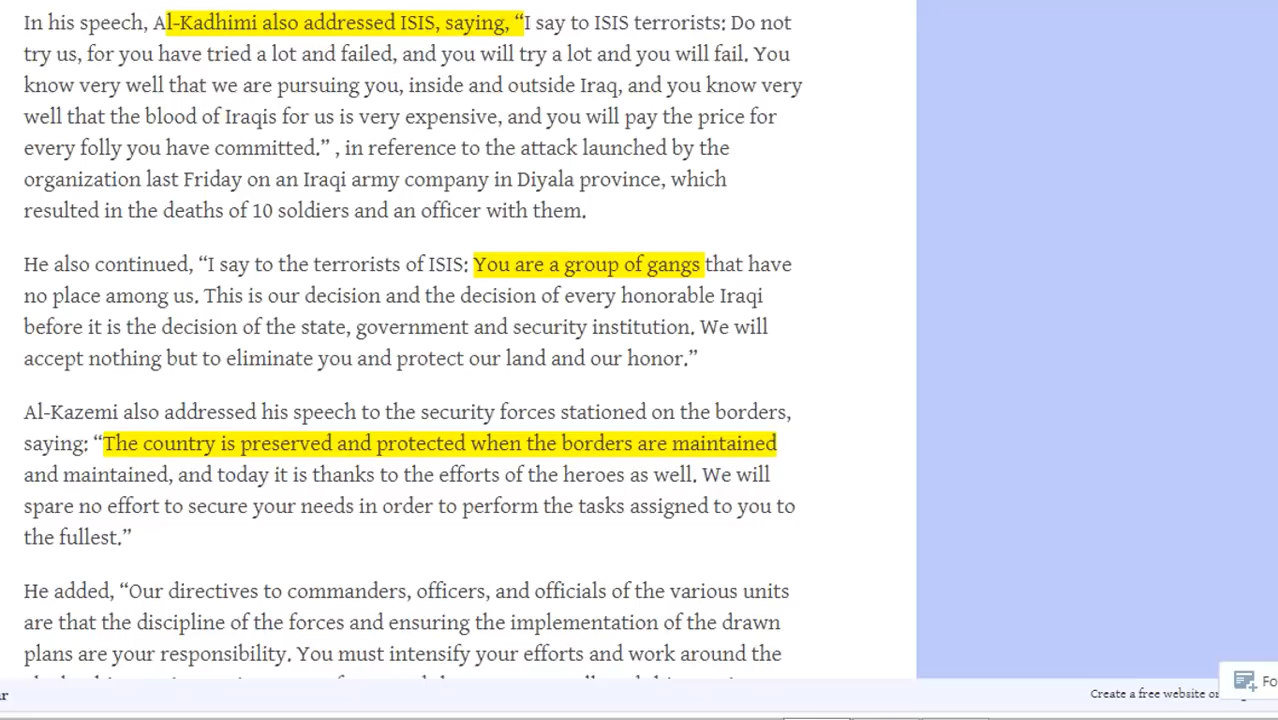 In his speech, Al-Kadhimi also addressed ISIS, saying, “I say to ISIS terrorists: Do not
try us, for you have tried a lot and failed, and you will try a lot and you will fail. You
know very well that we are pursuing you, inside and outside Iraq, and you know very
well that the blood of Iraqis for us is very expensive, and you will pay the price for
every folly you have committed.” , in reference to the attack launched by the
organization last Friday on an Iraqi army company in Diyala province, which
resulted in the deaths of 10 soldiers and an officer with them.
He also continued, “I say to the terrorists of ISIS: You are a group of gangs that have
no place among us. This is our decision and the decision of every honorable Iraqi
before it is the decision of the state, government and security institution. We will
accept nothing but to eliminate you and protect our land and our honor.”
Al-Kazemi also addressed his speech to the security forces stationed on the borders,
saying: “The country is preserved and protected when the borders are maintained
and maintained, and today it is thanks to the efforts of the heroes as well. We will
spare no effort to secure your needs in order to perform the tasks assigned to you to
the fullest.”
He added, “Our directives to commanders, officers, and officials of the various units
are that the discipline of the forces and ensuring the implementation of the drawn
plans are your responsibility. You must intensify your efforts and work around the
Create a free website or
Fo